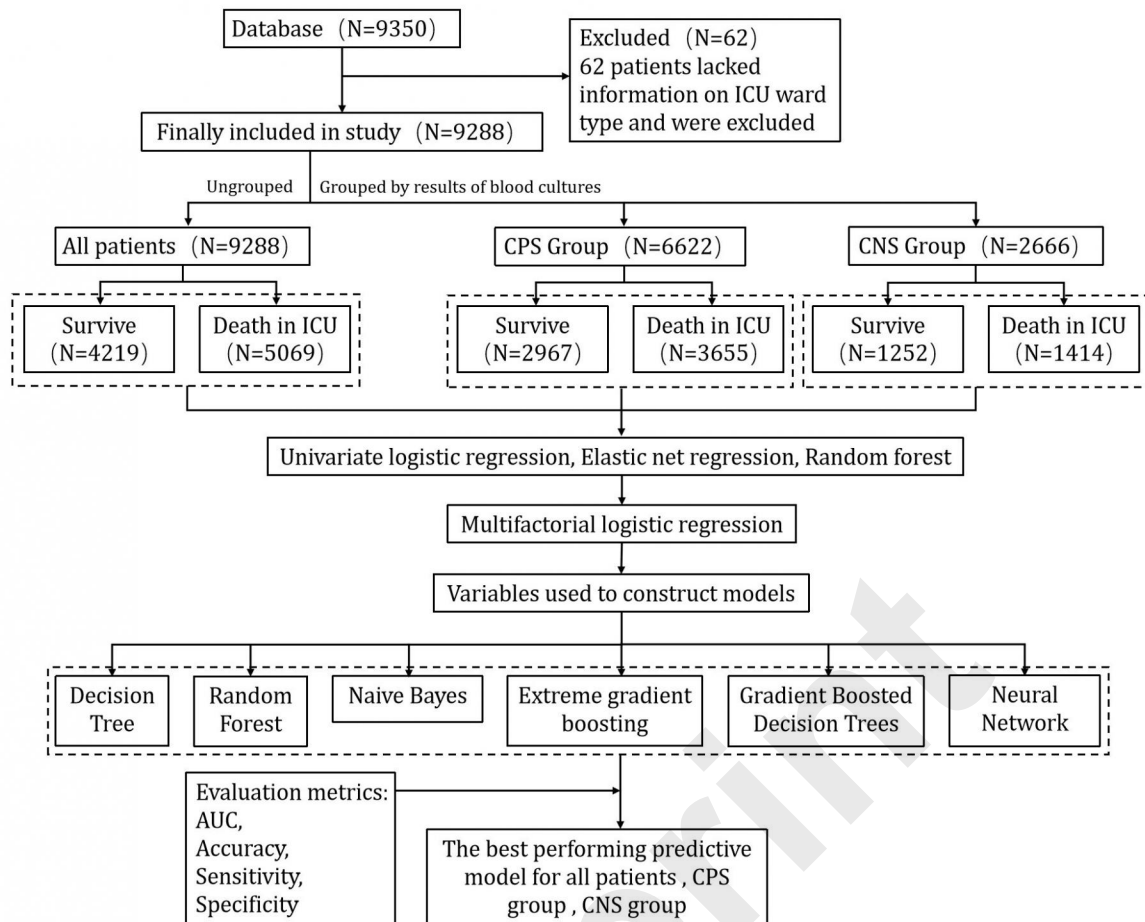 Database（N=9350）
Excluded（N=62）
62 patients lacked
information on ICU ward
type and were excluded
Finally included in study（N=9288）
Ungrouped
Grouped by results of blood cultures
All patients（N=9288）
CPS Group（N=6622）
CNS Group（N=2666）
Survive
(N=4219）
Death in ICU
(N=5069）
Survive
(N=2967）
Death in ICU
(N=3655）
Survive
(N=1252）
Death in ICU
(N=1414）
Univariate logistic regression, Elastic net regression, Random forest
Multifactorial logistic regression
Variables used to construct models
Decision
Tree
Random
Forest
Naive Bayes
Extreme gradient
boosting
Gradient Boosted
Decision Trees
Neural
Network
Evaluation metrics:
AUC,
Accuracy,
Sensitivity,
Specificity
The best performing predictive
model for all patients , CPS
group , CNS group